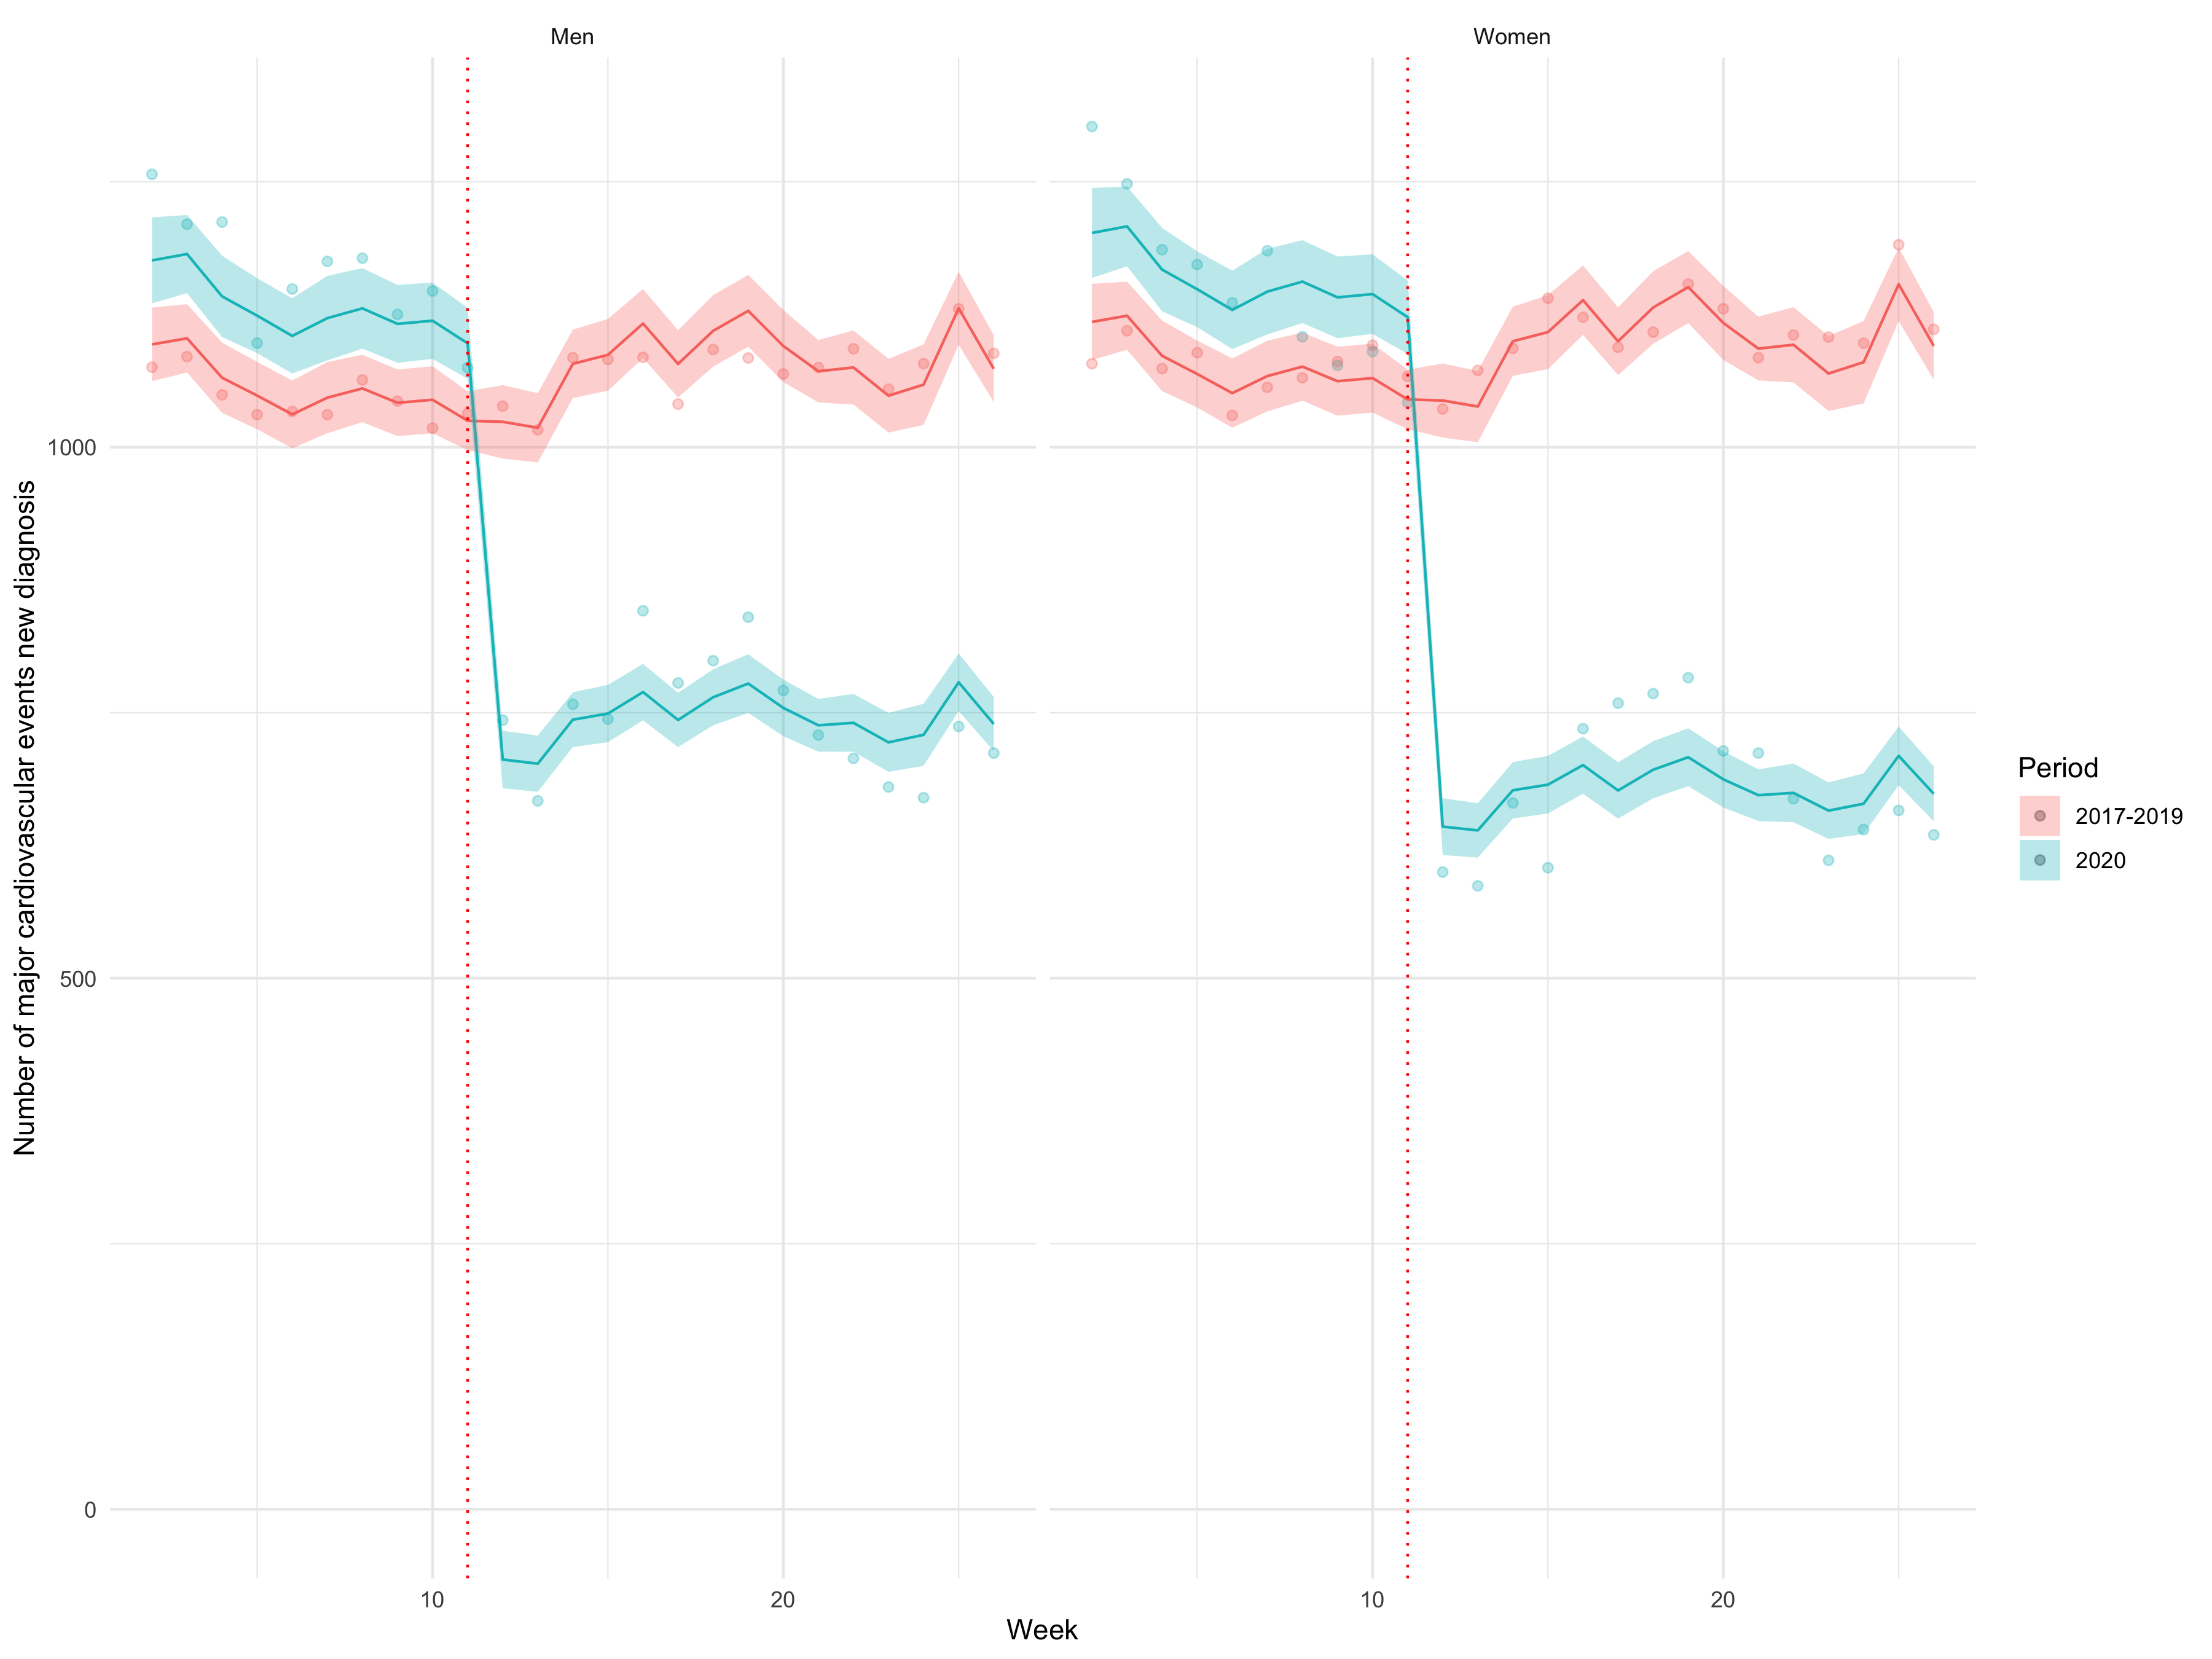 Men
Women
Number of major cardiovascular events new diagnosis
1000
500
0
10
20
10
20
Week
Period
2017-2019
2020